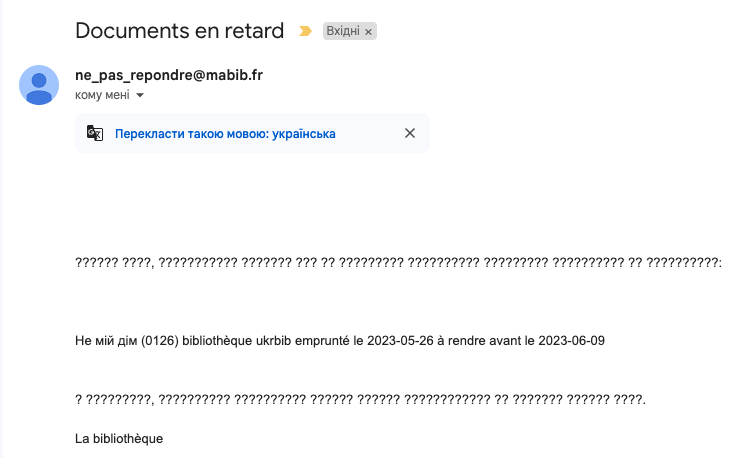 Documents en retard
Вхідні ×
ne_pas_repondre@mabib.fr
кому мені
Перекласти такою мовою: українська
?????? ????, ??????????? ??????? ??? ?? ????????? ?????????? ????????? ?????????? ?? ??????????:
Не мій дім (0126) bibliothèque ukrbib emprunté le 2023-05-26 à rendre avant le 2023-06-09
? ?????????, ?????????? ?????????? ?????? ?????? ???????????? ?? ??????? ?????? ????.
La bibliothèque